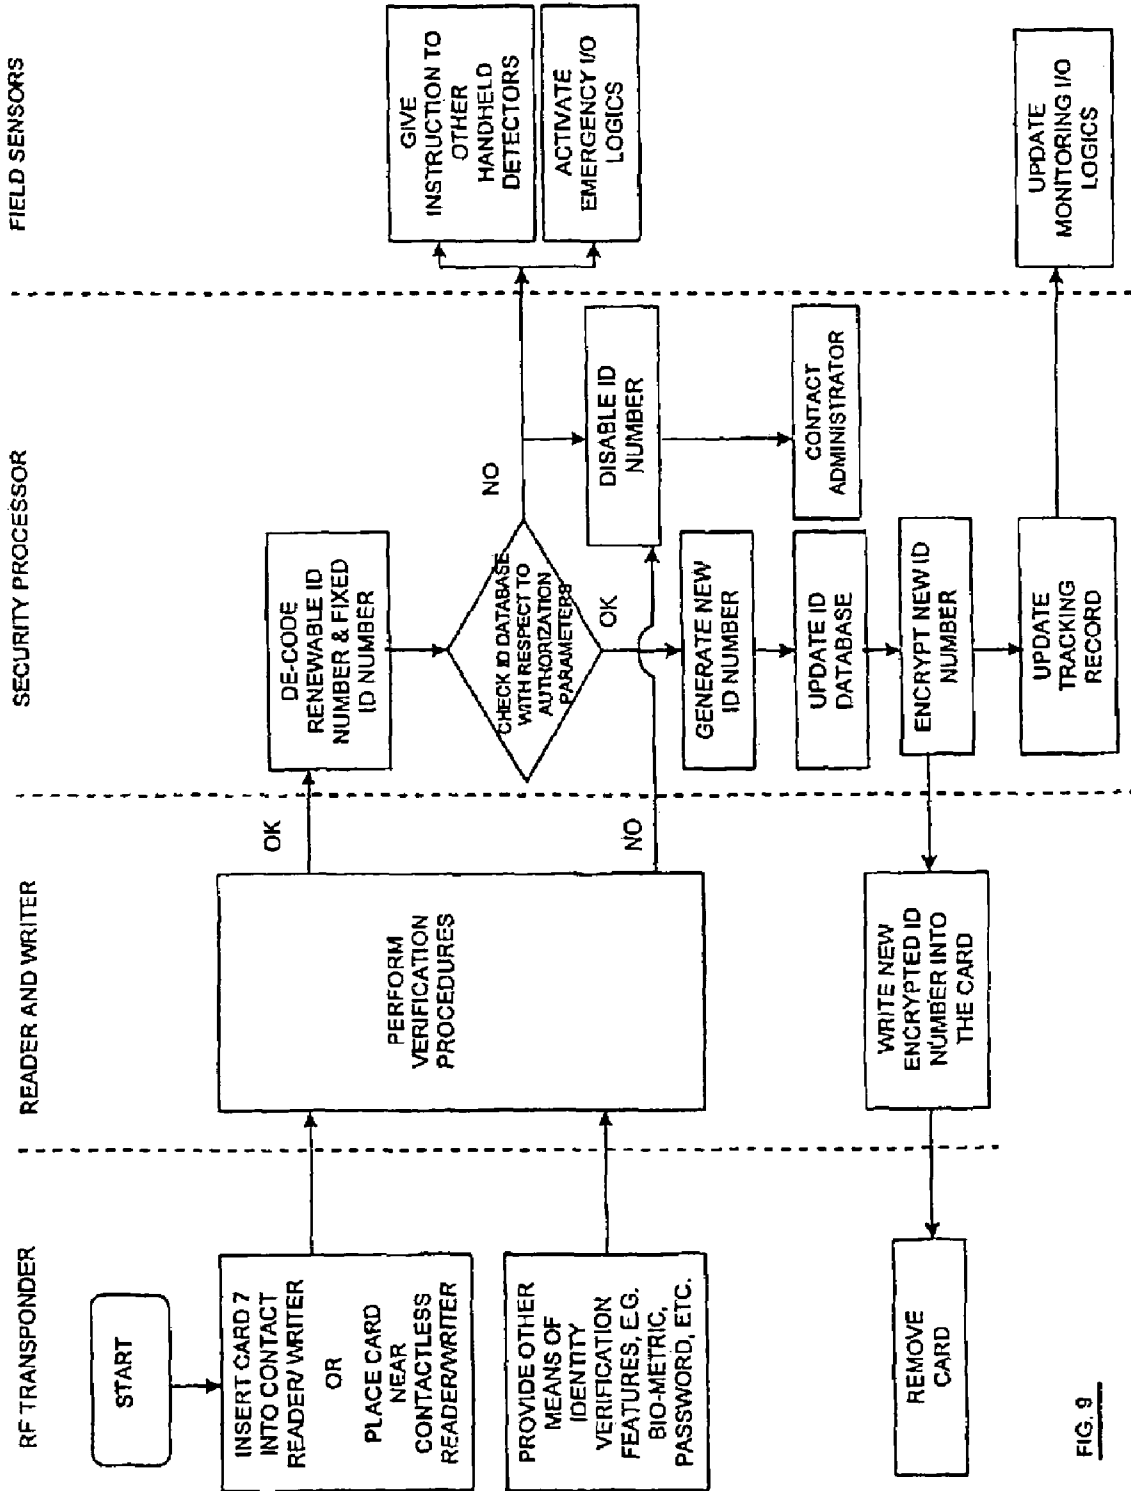 RF TRANSPONDER
READER AND WRITER
SECURITY PROCESSOR
FIELD SENSORS
START
INSERT CARD 7
INTO CONTACT
READER/WRITER
OR
PLACE CARD
NEAR
CONTACTLESS
READER/WRITER
PROVIDE OTHER
MEANS OF
IDENTITY
VERIFICATION
FEATURES, E.G.
BIO-METRIC,
PASSWORD, ETC.
REMOVE
CARD
PERFORM
VERIFICATION
PROCEDURES
OK
NO
WRITE NEW
ENCRYPTED ID
NUMBER INTO
THE CARD
DE-CODE
RENEWABLE ID
NUMBER & FIXED
ID NUMBER
CHECK ID DATABASE
WITH RESPECT TO
AUTHORIZATION
PARAMETERS
NO
OK
DISABLE ID
NUMBER
GENERATE NEW
ID NUMBER
CONTACT
ADMINISTRATOR
UPDATE ID
DATABASE
ENCRYPT NEW ID
NUMBER
UPDATE
TRACKING
RECORD
GIVE
INSTRUCTION TO
OTHER
HANDHELD
DETECTORS
ACTIVATE
EMERGENCY I/O
LOGICS
UPDATE
MONITORING I/O
LOGICS
FIG. 9